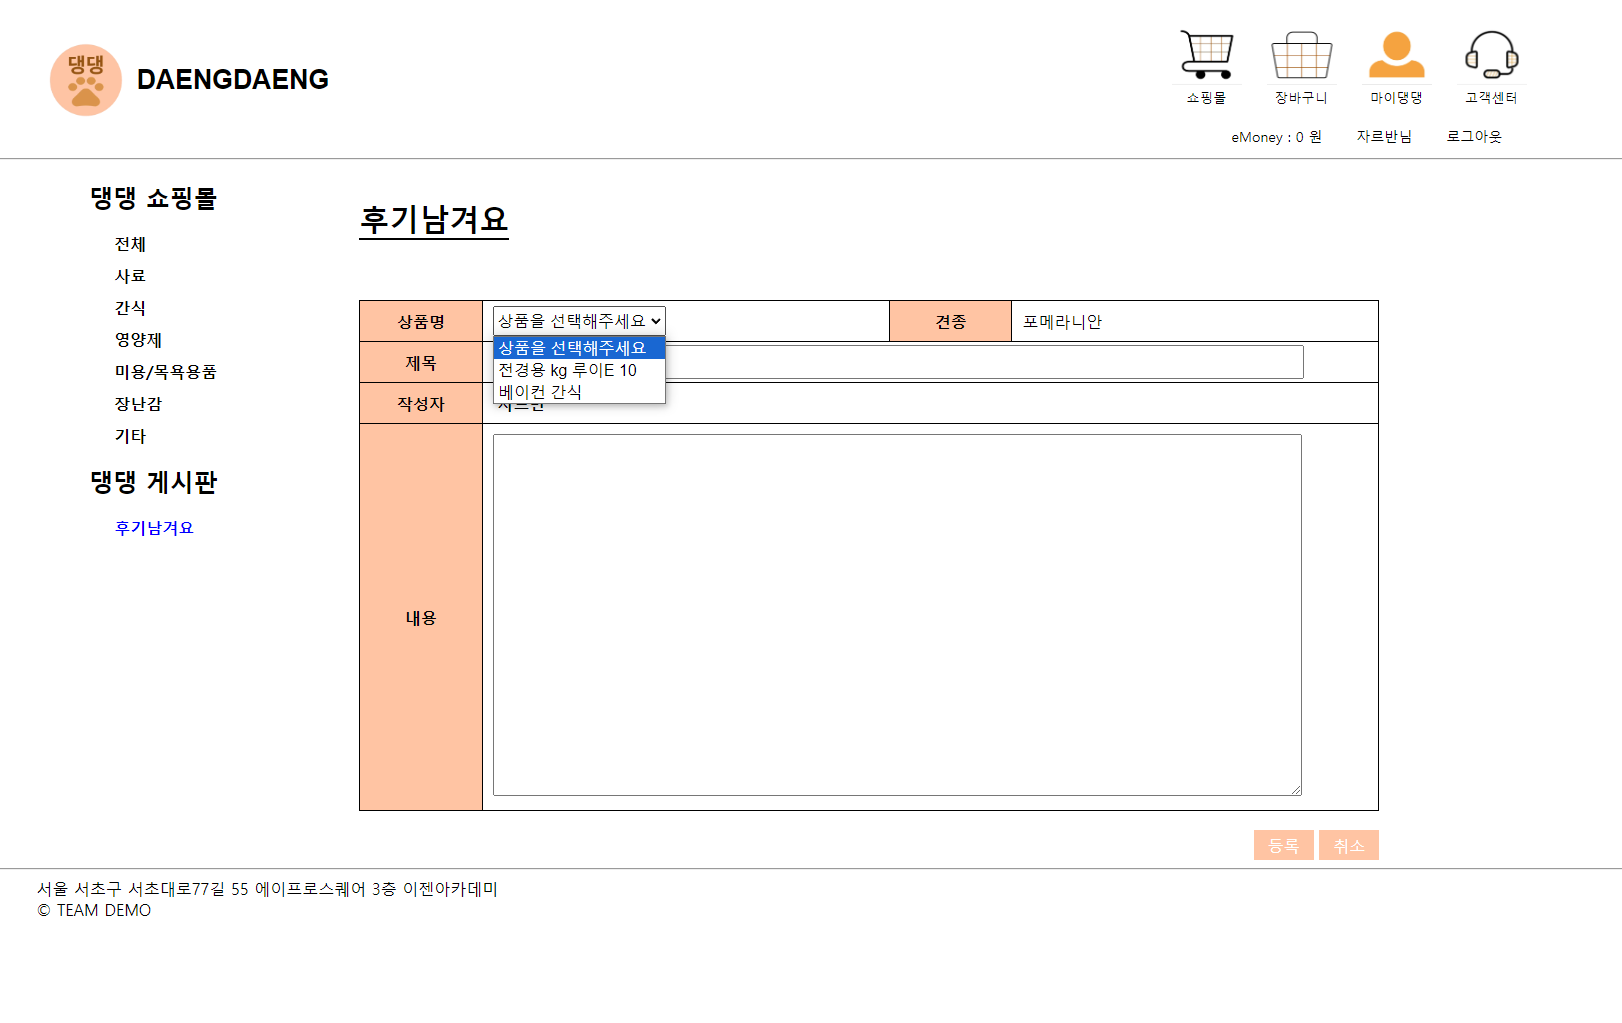 댕댕
DAENGDAENG
쇼핑몰
장바구니
마이댕댕
고객센터
eMoney : 0 원
자르반님
로그아웃
댕댕 쇼핑몰
전체
사료
간식
영양제
미용/목욕용품
장난감
기타
댕댕 게시판
후기남겨요
후기남겨요
상품명
상품을 선택해주세요
견종
포메라니안
상품을 선택해주세요
전경용 kg 루이E 10
베이컨 간식
제목
작성자
내용
등록
취소
서울 서초구 서초대로77길 55 에이프로스퀘어 3층 이젠아카데미
© TEAM DEMO